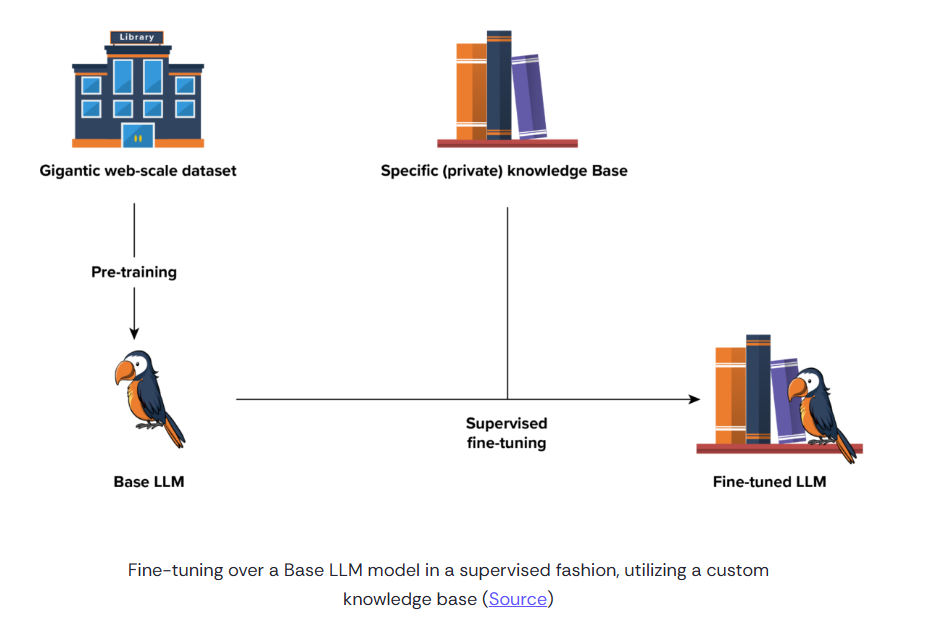 Library
Gigantic web-scale dataset
Specific (private) knowledge Base
Pre-training
Supervised
fine-tuning
Base LLM
Fine-tuned LLM
Fine-tuning over a Base LLM model in a supervised fashion, utilizing a custom
knowledge base (Source)